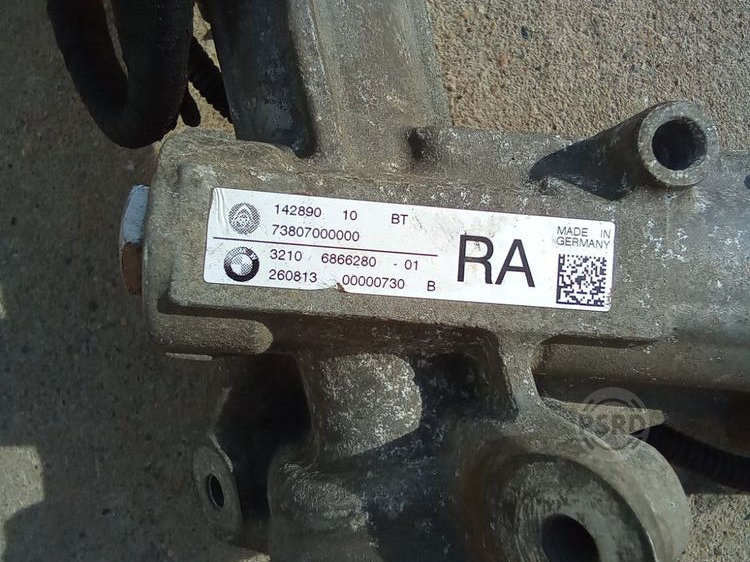 142890 10 BT
73807000000
3210 6866280 - 01
260813 00000730 B
RA
MADE IN
GERMANY
PSRD